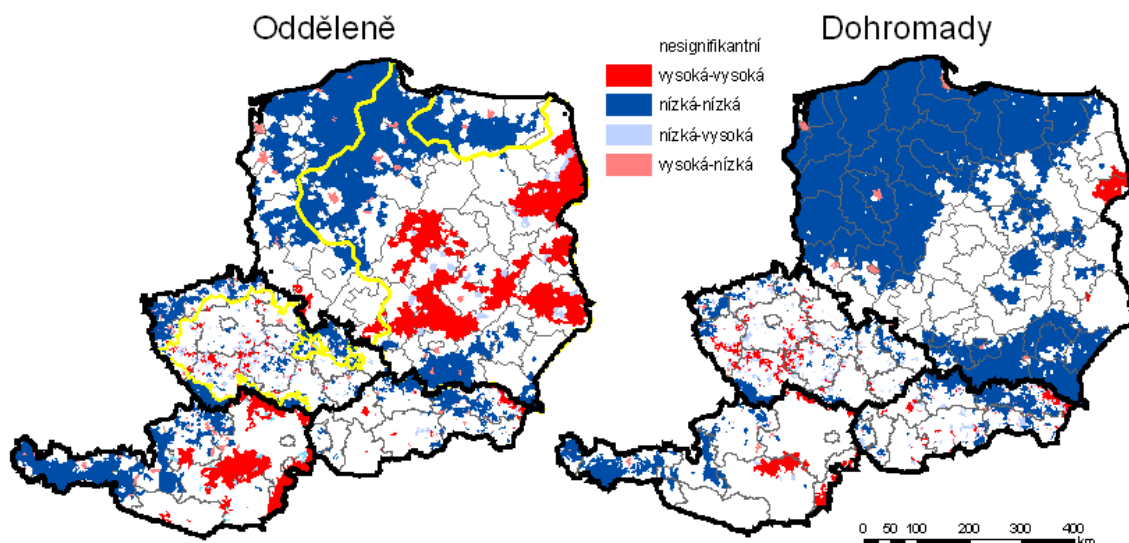 Odděleně
Dohromady
nesignifikantní
vysoká-vysoká
nízká-nízká
nízká-vysoká
vysoká-nízká
0 50 100 200 300 400
km